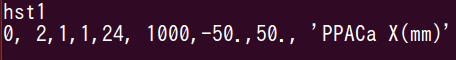 hst1
0, 2,1,1,24, 1000,-50.,50., 'PPACa X(mm)'